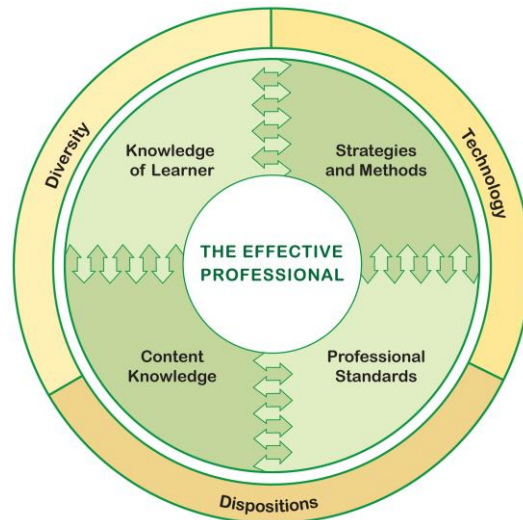 Diversity
Technology
Knowledge
of Learner
Strategies
and Methods
THE EFFECTIVE
PROFESSIONAL
Content
Knowledge
Professional
Standards
Dispositions